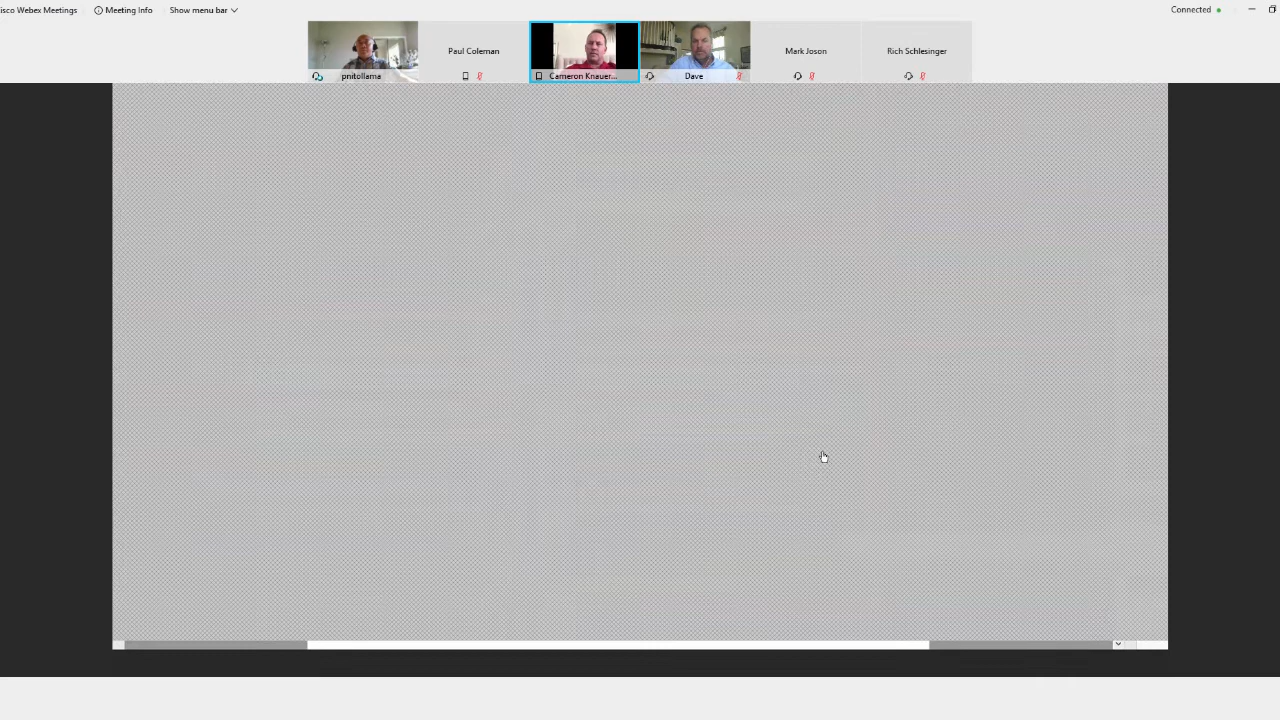 isco Webex Meetings Meeting Info Show menu bar Connected
Paul Coleman Mark Joson Rich Schlesinger
pnitollama Cameron Knauer... Dave